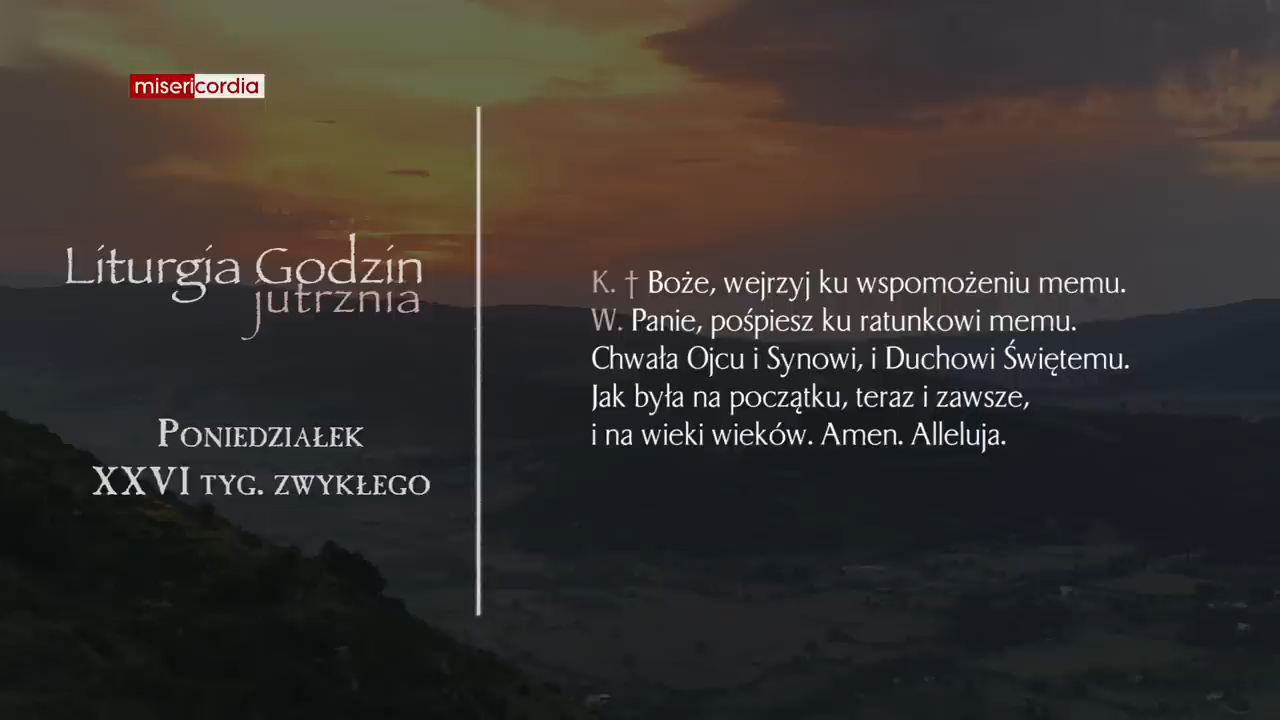 misericordia
Liturgia Godzin
jutrznia
Poniedziałek
XXVI tyg. zwykłego
K. † Boże, wejrzyj ku wspomożeniu memu.
W. Panie, pośpiesz ku ratunkowi memu.
Chwała Ojcu i Synowi, i Duchowi Świętemu.
Jak była na początku, teraz i zawsze,
i na wieki wieków. Amen. Alleluja.